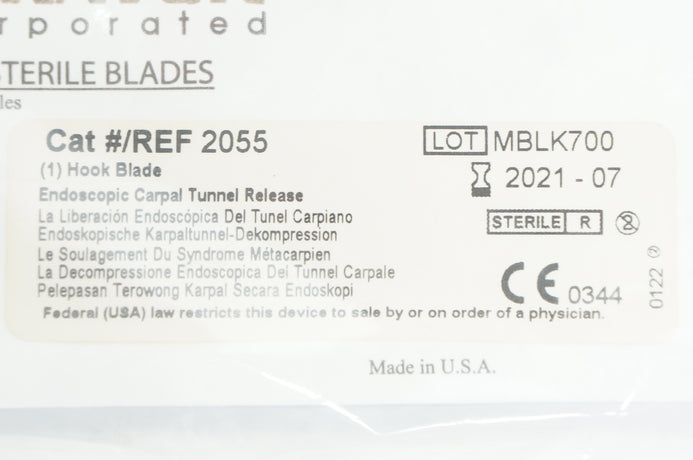 rporated
STERILE BLADES
les
Cat #/REF 2055
(1) Hook Blade
Endoscopic Carpal Tunnel Release
La Liberación Endoscópica Del Tunel Carpiano
Endoskopische Karpaltunnel-Dekompression
Le Soulagement Du Syndrome Métacarpien
La Decompressione Endoscopica Del Tunnel Carpale
Pelepasan Terowong Karpal Secara Endoskopi
Federal (USA) law restricts this device to sale by or on order of a physician.
LOT MBLK700
2021 - 07
STERILE R 2
CE 0344
0122
Made in U.S.A.